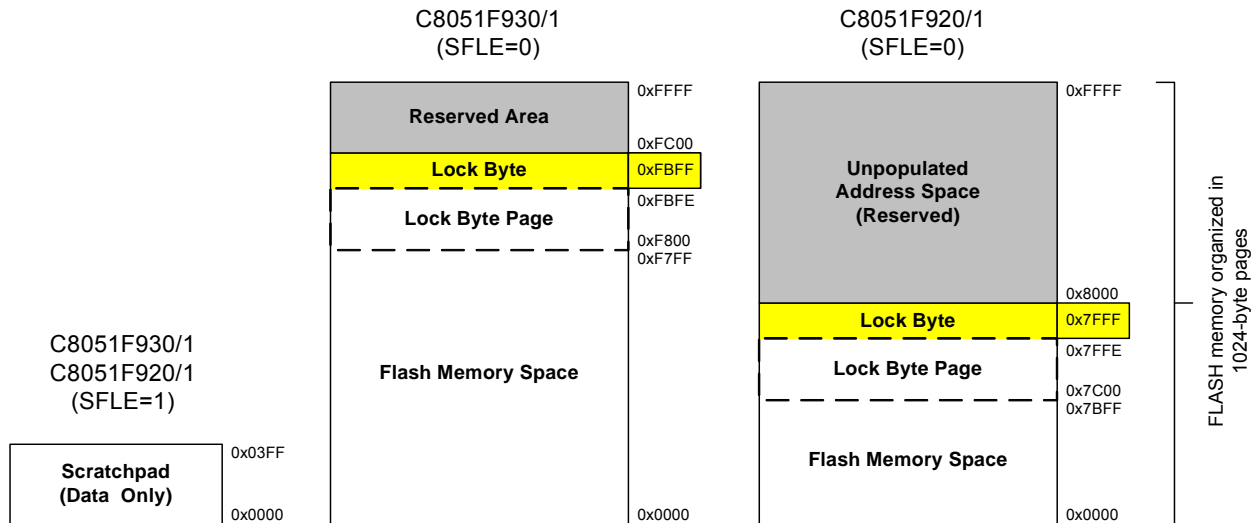 C8051F930/1
(SFLE=0)
0xFFFF
Reserved Area
0xFC00
Lock Byte
0xFBFF
0xFBFE
Lock Byte Page
0xF800
0xF7FF
Flash Memory Space
0x0000
C8051F920/1
(SFLE=0)
0xFFFF
Unpopulated
Address Space
(Reserved)
0x8000
Lock Byte
0x7FFF
0x7FFE
Lock Byte Page
0x7C00
0x7BFF
Flash Memory Space
0x0000
FLASH memory organized in
1024-byte pages
C8051F930/1
C8051F920/1
(SFLE=1)
0x03FF
Scratchpad
(Data Only)
0x0000